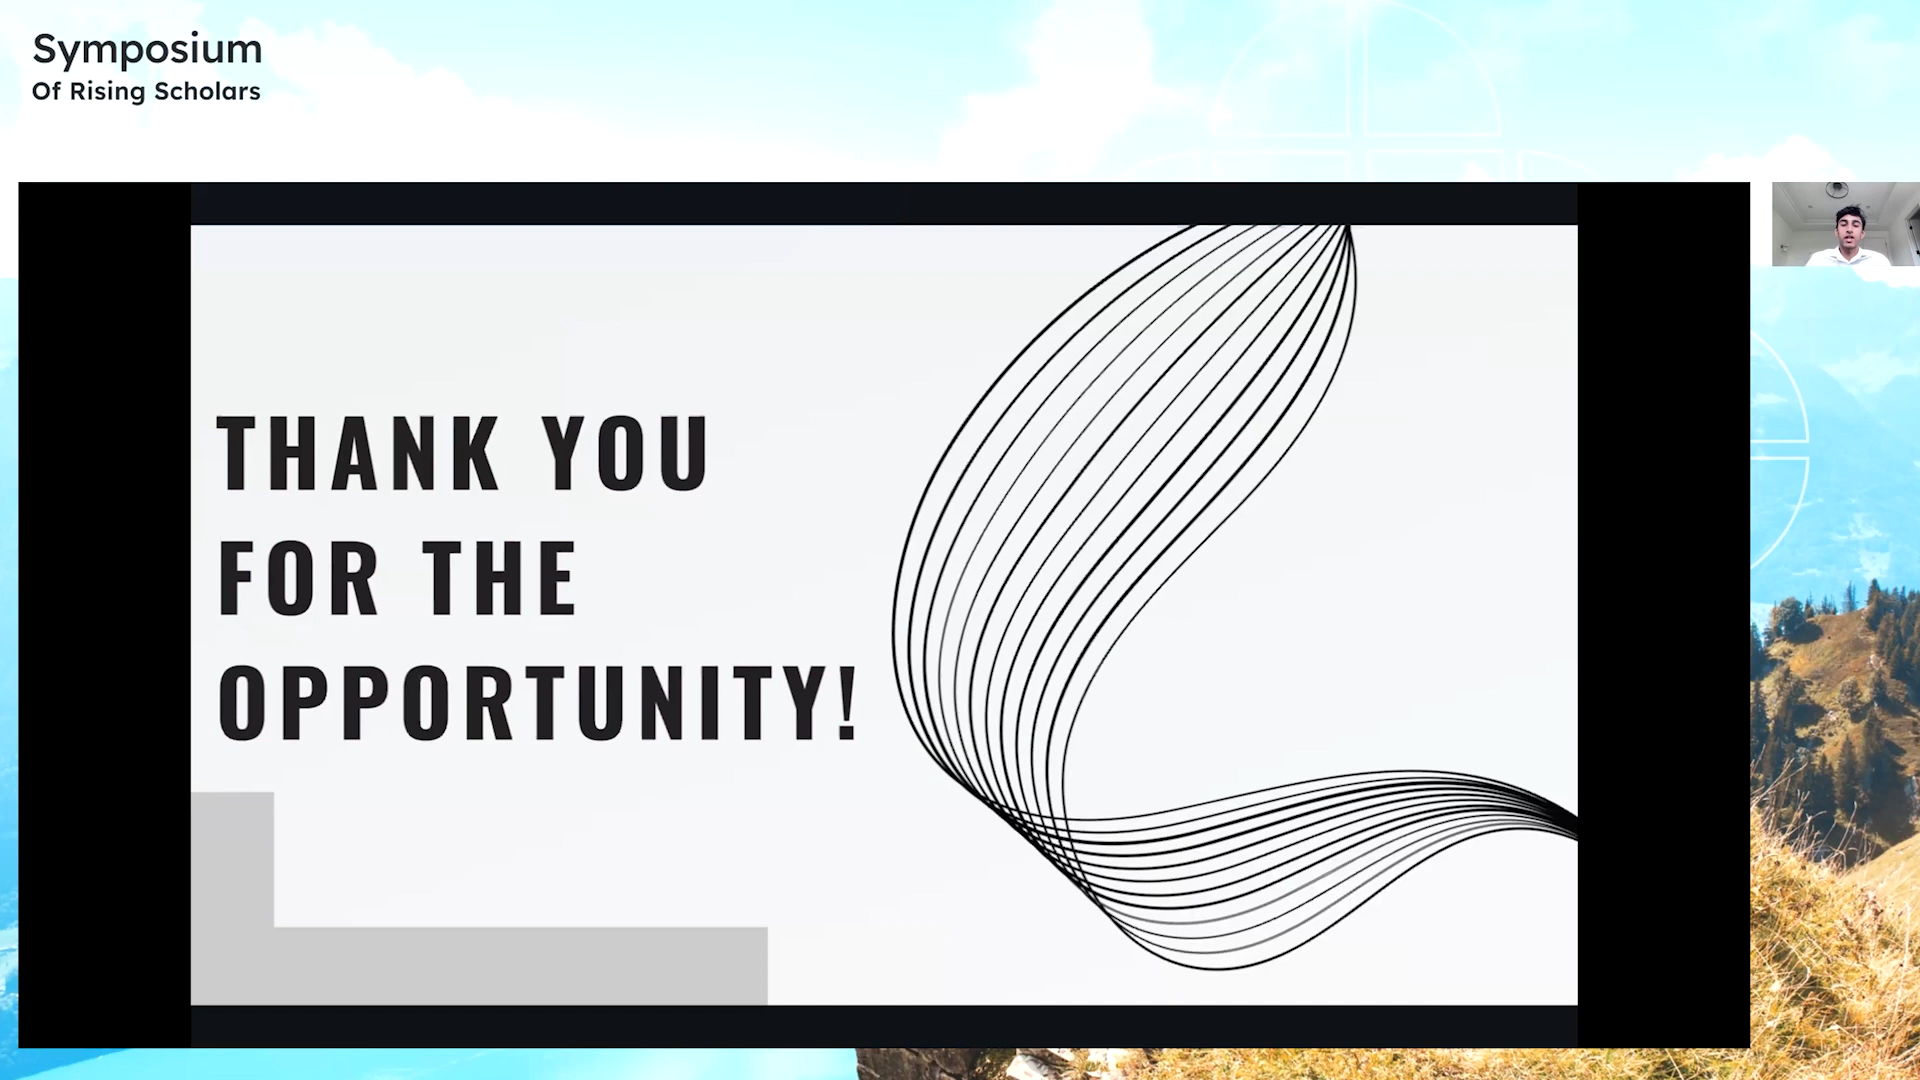 Symposium
Of Rising Scholars
THANK YOU
FOR THE
OPPORTUNITY!